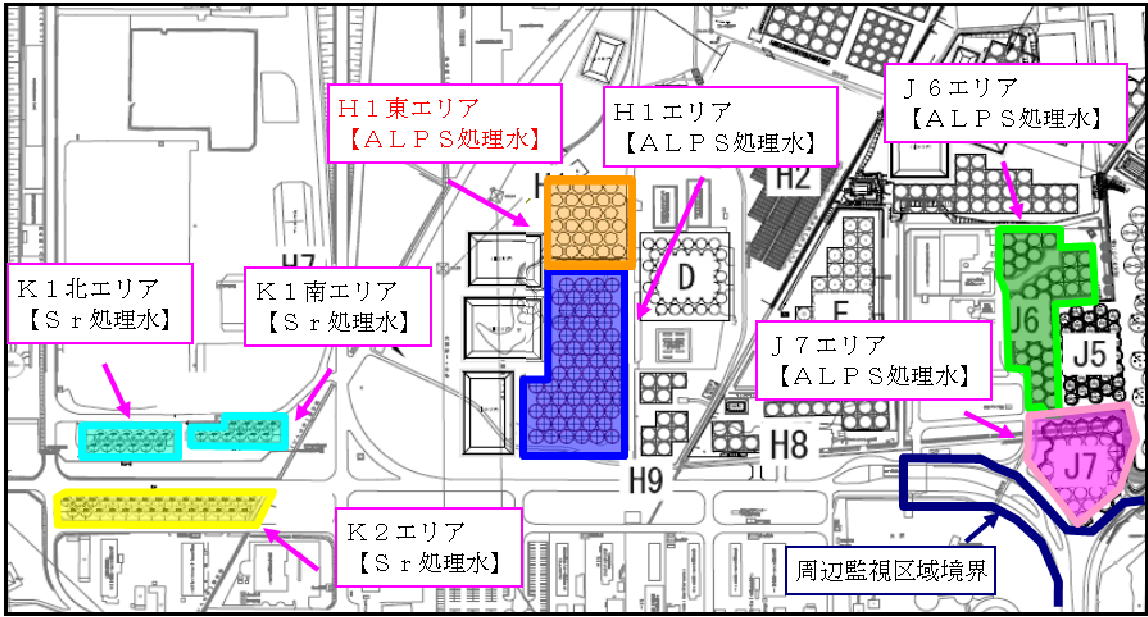 H1東エリア
【ALPS処理水】
H1エリア
【ALPS処理水】
J6エリア
【ALPS処理水】
H2
K1北エリア
【Sr処理水】
H7
K1南エリア
【Sr処理水】
D
J6
J5
J7エリア
【ALPS処理水】
H8
J7
H9
K2エリア
【Sr処理水】
周辺監視区域境界